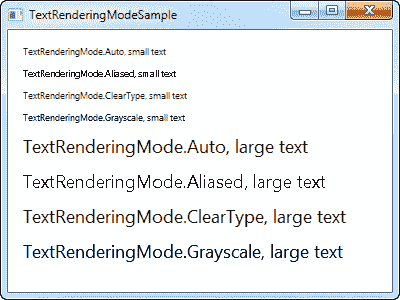 TextRenderingModeSample
TextRenderingMode.Auto, small text
TextRenderingMode.Aliased, small text
TextRenderingMode.ClearType, small text
TextRenderingMode.Grayscale, small text
TextRenderingMode.Auto, large text
TextRenderingMode.Aliased, large text
TextRenderingMode.ClearType, large text
TextRenderingMode.Grayscale, large text